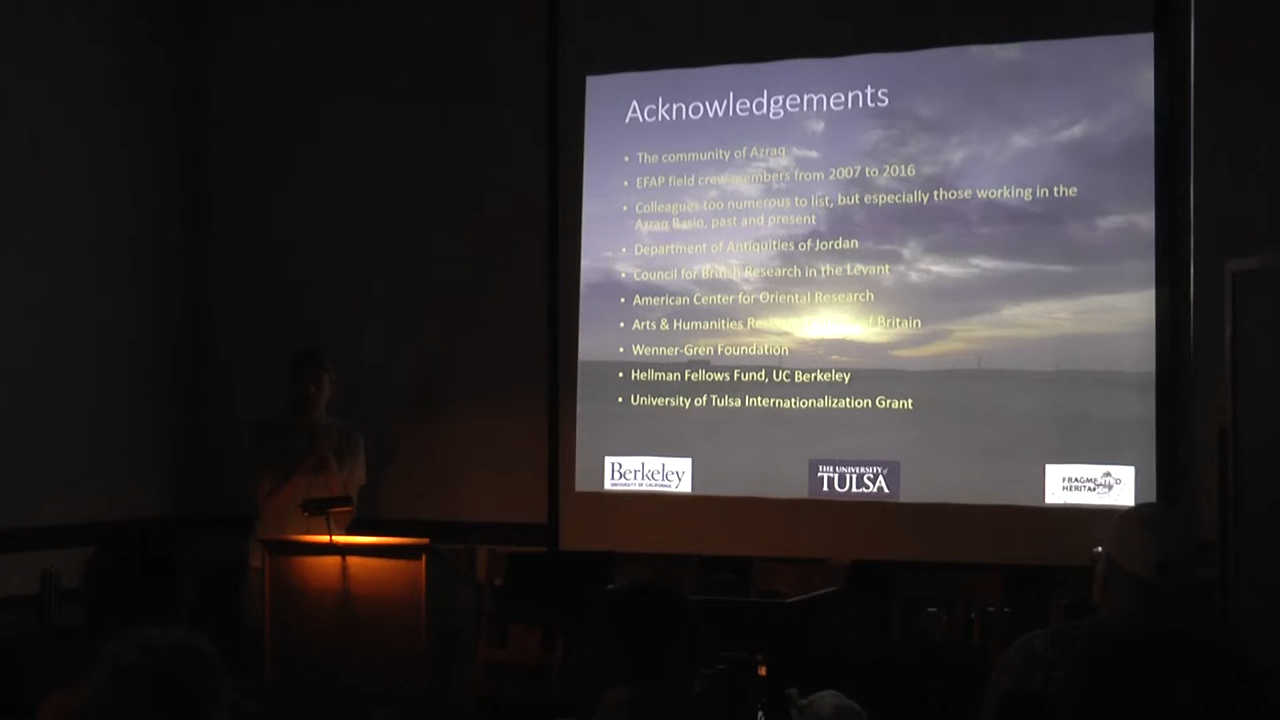 Acknowledgements
• The community of Azraq
• EFAP field crew members from 2007 to 2016
• Colleagues too numerous to list, but especially those working in the
Azraq Basin, past and present
• Department of Antiquities of Jordan
• Council for British Research in the Levant
• American Center for Oriental Research
• Arts & Humanities of Britain
• Wenner-Gren Foundation
• Hellman Fellows Fund, UC Berkeley
• University of Tulsa Internationalization Grant
Berkeley
UNIVERSITY OF CALIFORNIA
THE UNIVERSITY of
TULSA
FRAGMENTED
HERITAGE